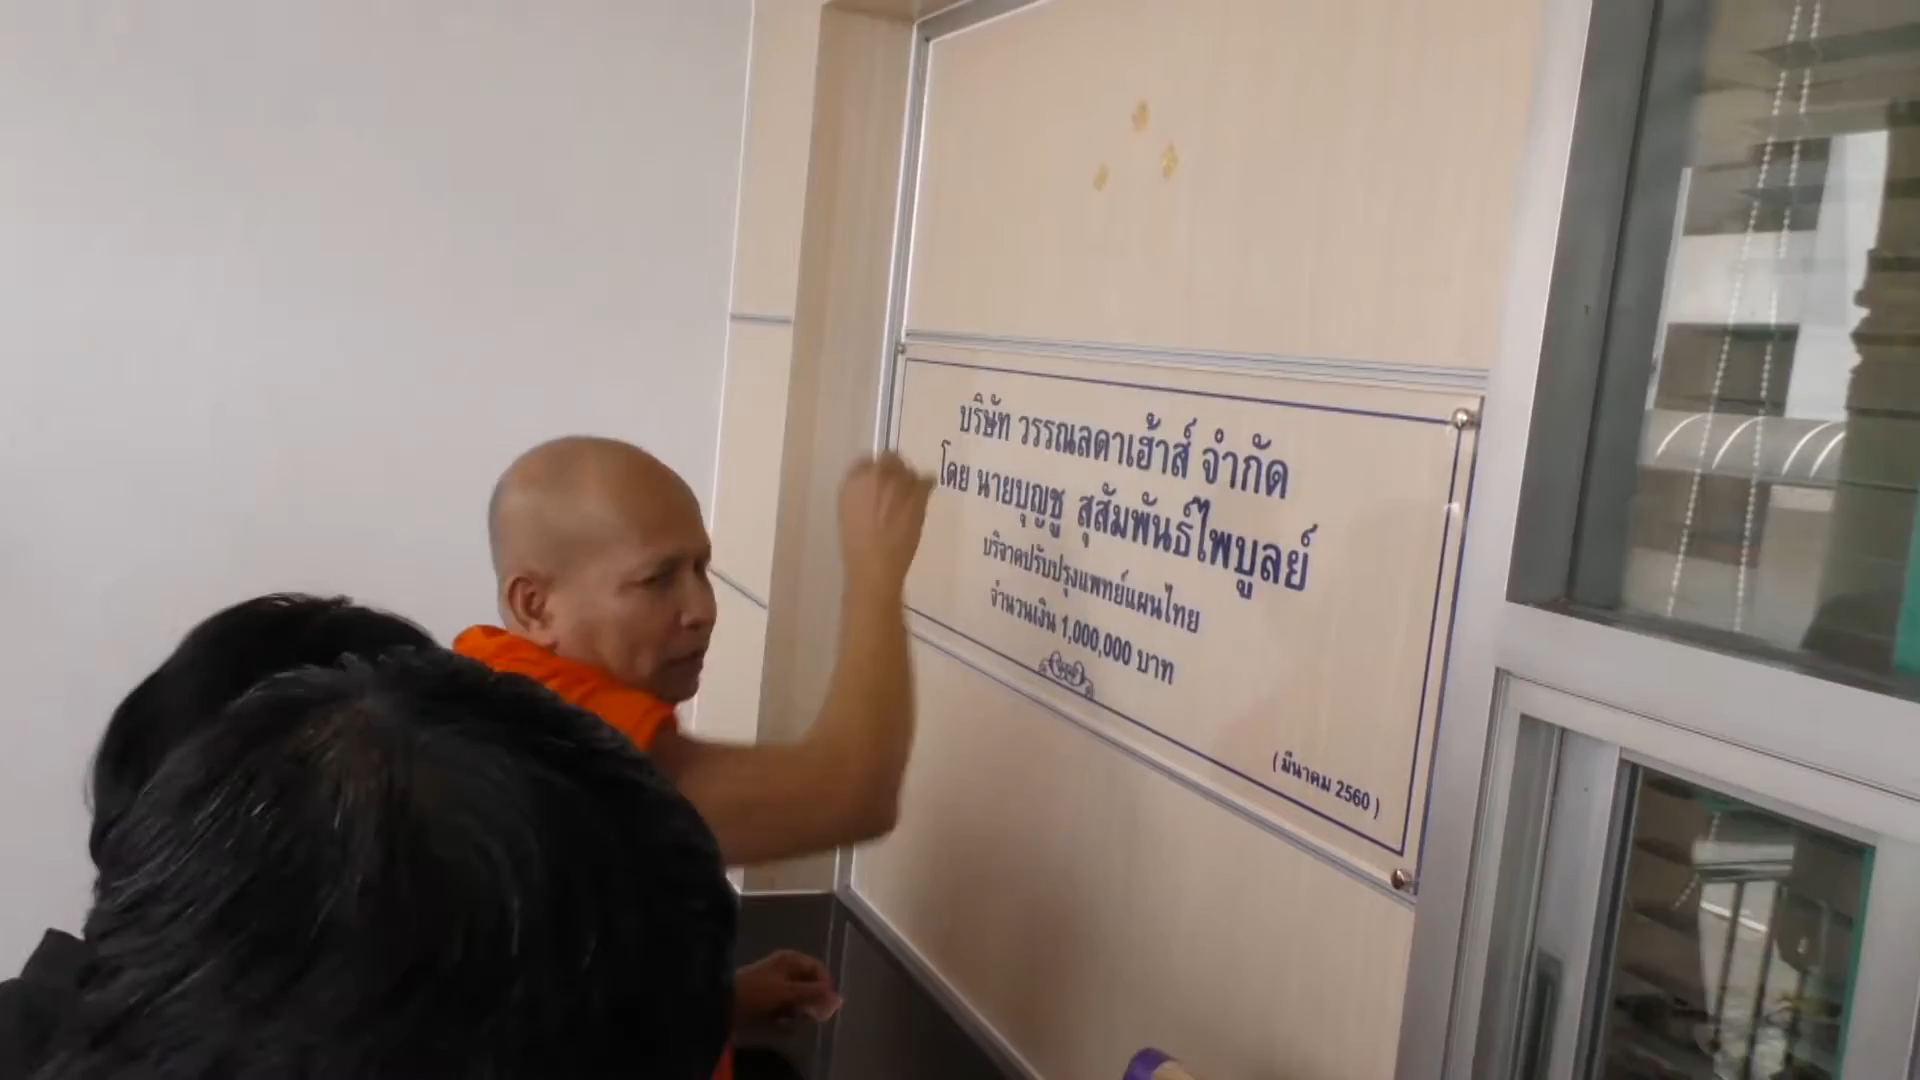 บริษัท วรรณลดาเฮ้าส์ จำกัด
โดย นายบุญชู สุสัมพันธ์ไพบูลย์
บริจาคปรับปรุงแพทย์แผนไทย
จำนวนเงิน 1,000,000 บาท
( มีนาคม 2560 )